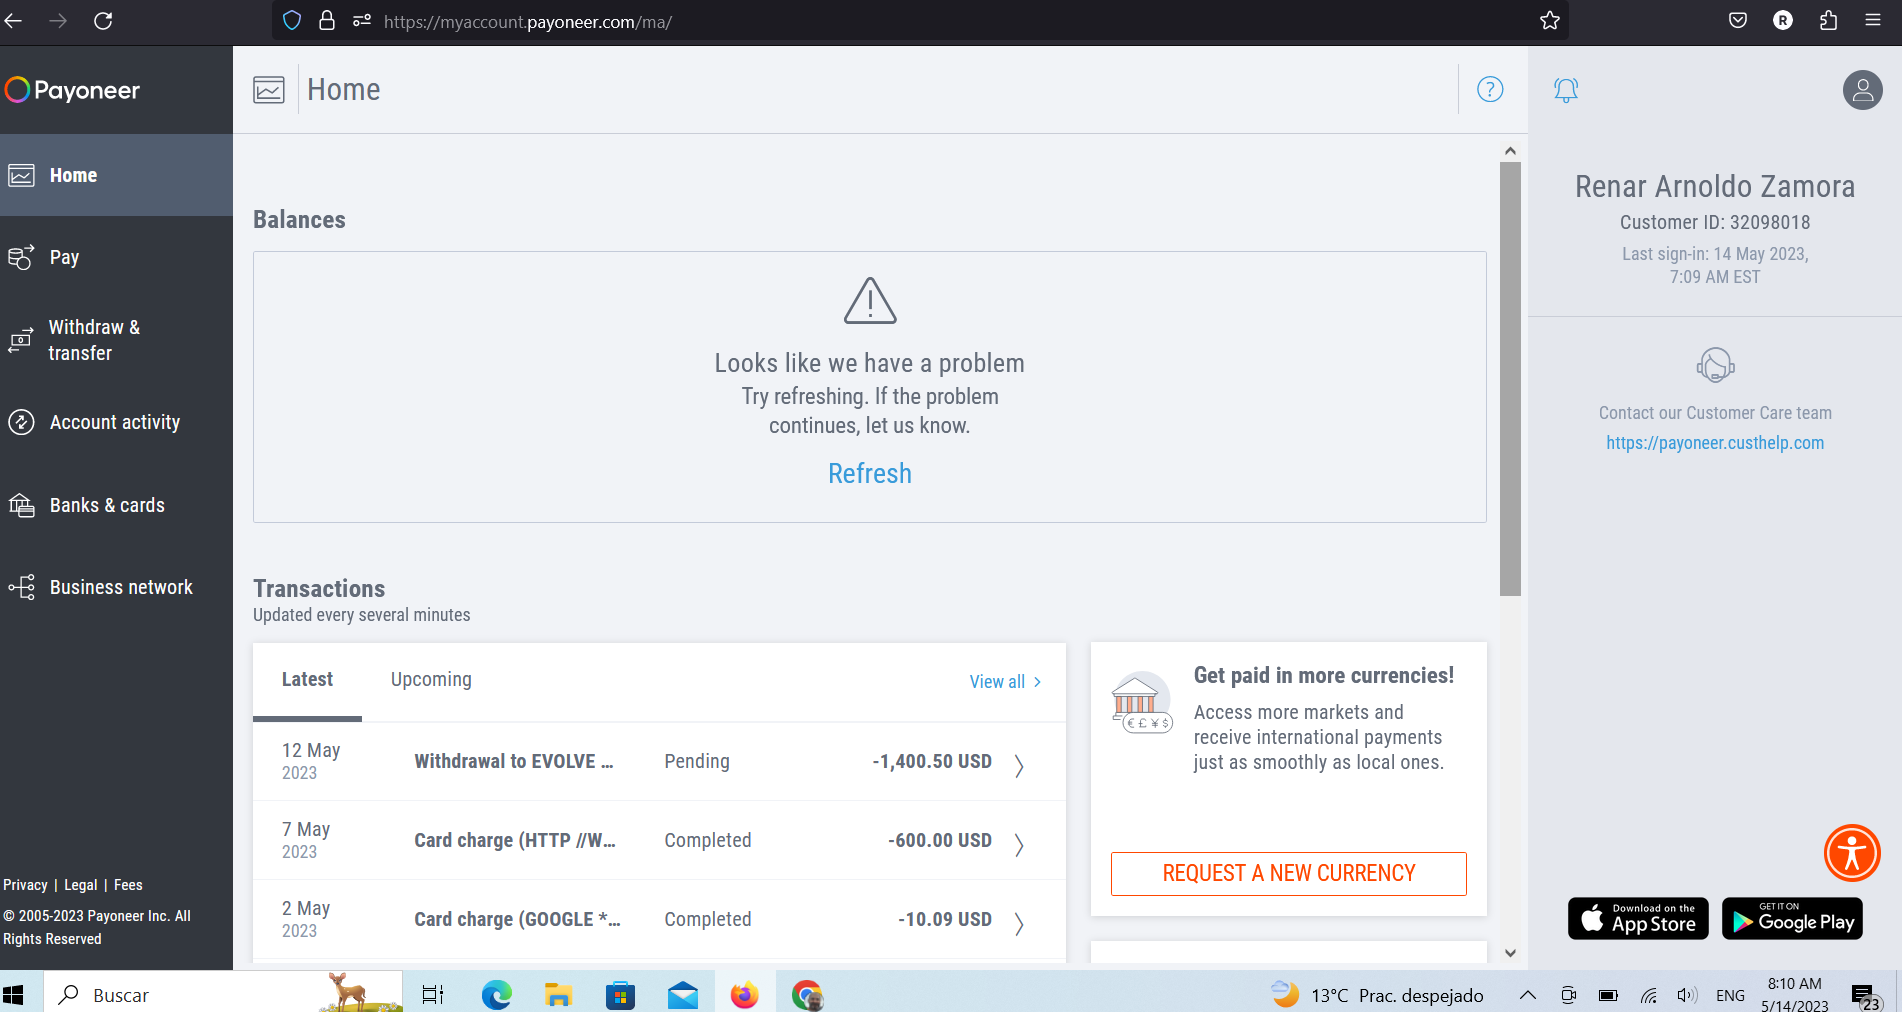 https://myaccount.payoneer.com/ma/
R
Payoneer
Home
Pay
Withdraw &
transfer
Account activity
Banks & cards
Business network
Privacy | Legal | Fees
© 2005-2023 Payoneer Inc. All
Rights Reserved
Home
?
Balances
Looks like we have a problem
Try refreshing. If the problem
continues, let us know.
Refresh
Transactions
Updated every several minutes
Latest Upcoming View all >
12 May
2023
Withdrawal to EVOLVE ... Pending -1,400.50 USD
7 May
2023
Card charge (HTTP //W... Completed -600.00 USD
2 May
2023
Card charge (GOOGLE *... Completed -10.09 USD
Get paid in more currencies!
Access more markets and
receive international payments
just as smoothly as local ones.
€ £ ¥ $
REQUEST A NEW CURRENCY
Renar Arnoldo Zamora
Customer ID: 32098018
Last sign-in: 14 May 2023,
7:09 AM EST
Contact our Customer Care team
https://payoneer.custhelp.com
Download on the
App Store
GET IT ON
Google Play
Buscar
13°C Prac. despejado
ENG
8:10 AM
5/14/2023
23